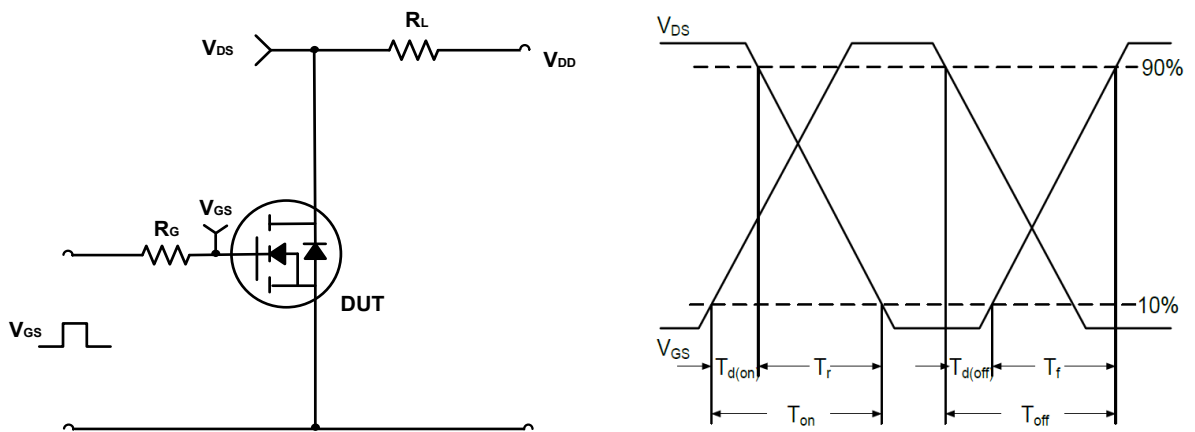 RL
VDS
VDD
VGS
RG
DUT
VGS
VDS
90%
10%
VGS
Td(on)
Tr
Td(off)
Tf
Ton
Toff